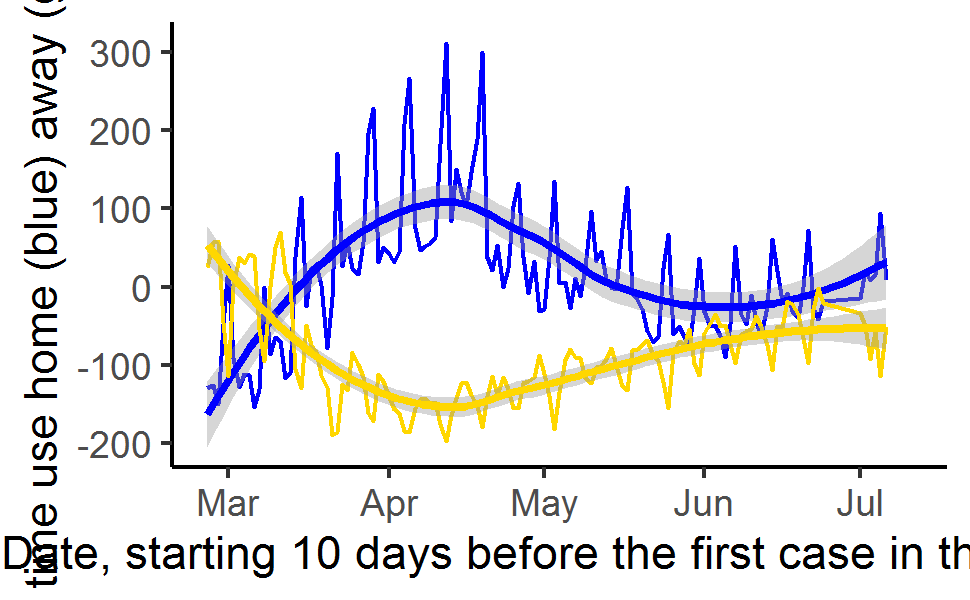 time use home (blue) away (
300
200
100
0
-100
-200
Mar Apr May Jun Jul
Date, starting 10 days before the first case in th